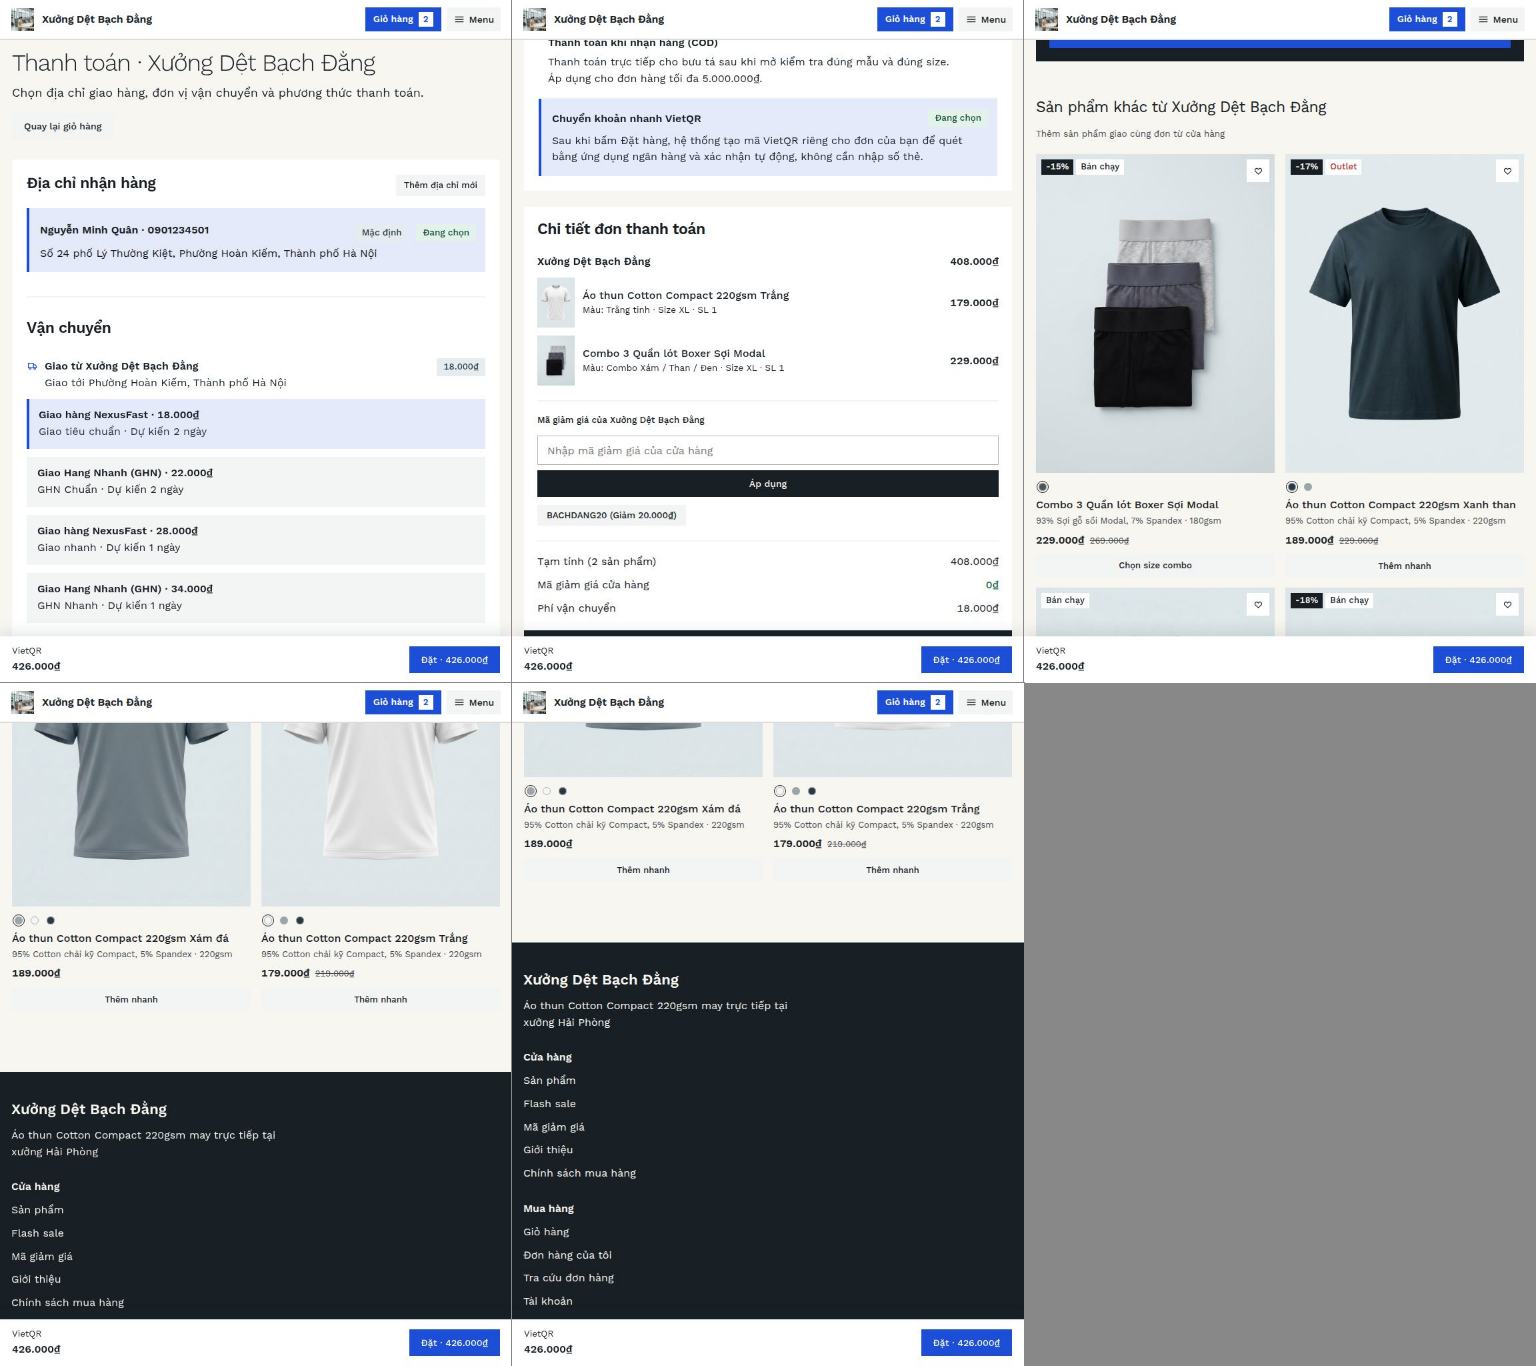 Xưởng Dệt Bạch Đằng
Giỏ hàng 2
Menu
Thanh toán · Xưởng Dệt Bạch Đằng
Chọn địa chỉ giao hàng, đơn vị vận chuyển và phương thức thanh toán.
Quay lại giỏ hàng
Địa chỉ nhận hàng
Thêm địa chỉ mới
Nguyễn Minh Quân · 0901234501
Mặc định
Đang chọn
Số 24 phố Lý Thường Kiệt, Phường Hoàn Kiếm, Thành phố Hà Nội
Vận chuyển
Giao từ Xưởng Dệt Bạch Đằng
18.000₫
Giao tới Phường Hoàn Kiếm, Thành phố Hà Nội
Giao hàng NexusFast · 18.000₫
Giao tiêu chuẩn · Dự kiến 2 ngày
Giao Hang Nhanh (GHN) · 22.000₫
GHN Chuẩn · Dự kiến 2 ngày
Giao hàng NexusFast · 28.000₫
Giao nhanh · Dự kiến 1 ngày
Giao Hang Nhanh (GHN) · 34.000₫
GHN Nhanh · Dự kiến 1 ngày
VietQR
426.000₫
Đặt · 426.000₫
Xưởng Dệt Bạch Đằng
Giỏ hàng 2
Menu
Thanh toán khi nhận hàng (COD)
Thanh toán trực tiếp cho bưu tá sau khi mở kiểm tra đúng mẫu và đúng size.
Áp dụng cho đơn hàng tối đa 5.000.000₫.
Chuyển khoản nhanh VietQR
Đang chọn
Sau khi bấm Đặt hàng, hệ thống tạo mã VietQR riêng cho đơn của bạn để quét
bằng ứng dụng ngân hàng và xác nhận tự động, không cần nhập số thẻ.
Chi tiết đơn thanh toán
Xưởng Dệt Bạch Đằng
408.000₫
Áo thun Cotton Compact 220gsm Trắng
Màu: Trắng tinh · Size XL · SL 1
179.000₫
Combo 3 Quần lót Boxer Sợi Modal
Màu: Combo Xám / Than / Đen · Size XL · SL 1
229.000₫
Mã giảm giá của Xưởng Dệt Bạch Đằng
Nhập mã giảm giá của cửa hàng
Áp dụng
BACHDANG20 (Giảm 20.000₫)
Tạm tính (2 sản phẩm)
408.000₫
Mã giảm giá cửa hàng
0₫
Phí vận chuyển
18.000₫
VietQR
426.000₫
Đặt · 426.000₫
Xưởng Dệt Bạch Đằng
Giỏ hàng 2
Menu
Sản phẩm khác từ Xưởng Dệt Bạch Đằng
Thêm sản phẩm giao cùng đơn từ cửa hàng
-15% Bán chạy
-17% Outlet
Combo 3 Quần lót Boxer Sợi Modal
93% Sợi gỗ sồi Modal, 7% Spandex · 180gsm
229.000₫ 269.000₫
Chọn size combo
Áo thun Cotton Compact 220gsm Xanh than
95% Cotton chải kỹ Compact, 5% Spandex · 220gsm
189.000₫ 229.000₫
Thêm nhanh
Bán chạy
-18% Bán chạy
VietQR
426.000₫
Đặt · 426.000₫
Xưởng Dệt Bạch Đằng
Giỏ hàng 2
Menu
Áo thun Cotton Compact 220gsm Xám đá
95% Cotton chải kỹ Compact, 5% Spandex · 220gsm
189.000₫
Thêm nhanh
Áo thun Cotton Compact 220gsm Trắng
95% Cotton chải kỹ Compact, 5% Spandex · 220gsm
179.000₫ 219.000₫
Thêm nhanh
Xưởng Dệt Bạch Đằng
Áo thun Cotton Compact 220gsm may trực tiếp tại
xưởng Hải Phòng
Cửa hàng
Sản phẩm
Flash sale
Mã giảm giá
Giới thiệu
Chính sách mua hàng
VietQR
426.000₫
Đặt · 426.000₫
Xưởng Dệt Bạch Đằng
Giỏ hàng 2
Menu
Áo thun Cotton Compact 220gsm Xám đá
95% Cotton chải kỹ Compact, 5% Spandex · 220gsm
189.000₫
Thêm nhanh
Áo thun Cotton Compact 220gsm Trắng
95% Cotton chải kỹ Compact, 5% Spandex · 220gsm
179.000₫ 219.000₫
Thêm nhanh
Xưởng Dệt Bạch Đằng
Áo thun Cotton Compact 220gsm may trực tiếp tại
xưởng Hải Phòng
Cửa hàng
Sản phẩm
Flash sale
Mã giảm giá
Giới thiệu
Chính sách mua hàng
Mua hàng
Giỏ hàng
Đơn hàng của tôi
Tra cứu đơn hàng
Tài khoản
VietQR
426.000₫
Đặt · 426.000₫